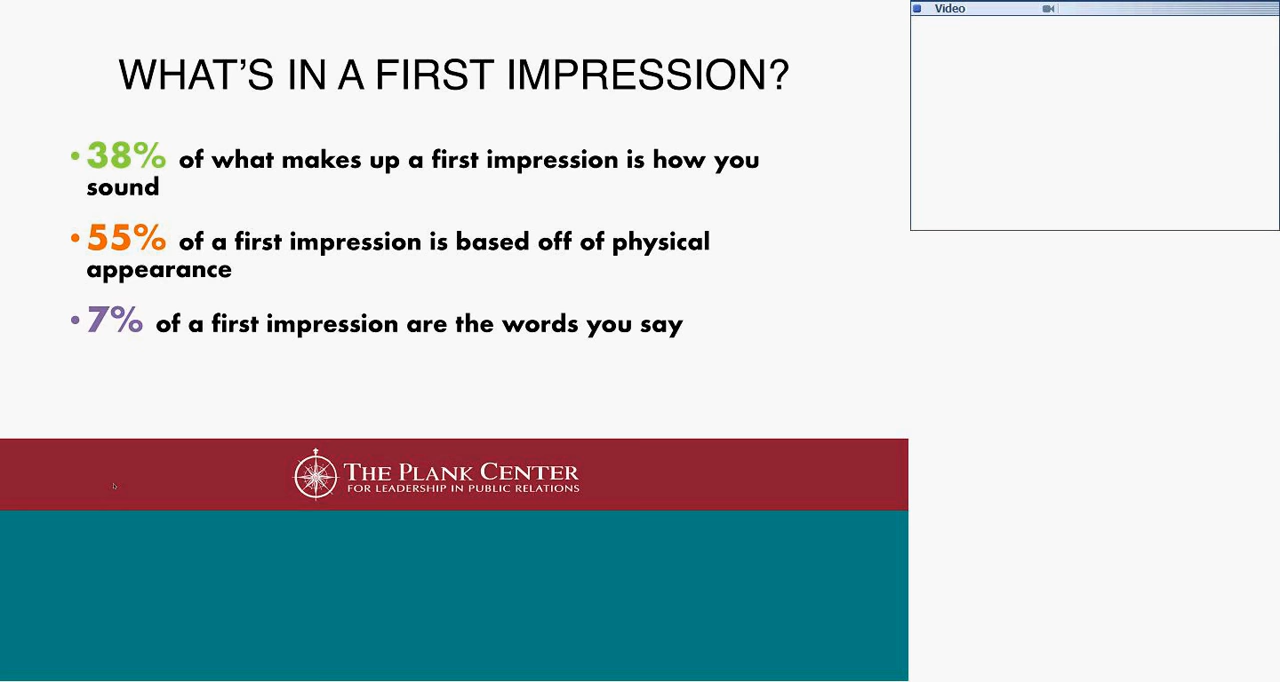 Video
WHAT'S IN A FIRST IMPRESSION?
• 38% of what makes up a first impression is how you
sound
• 55% of a first impression is based off of physical
appearance
• 7% of a first impression are the words you say
THE PLANK CENTER
FOR LEADERSHIP IN PUBLIC RELATIONS